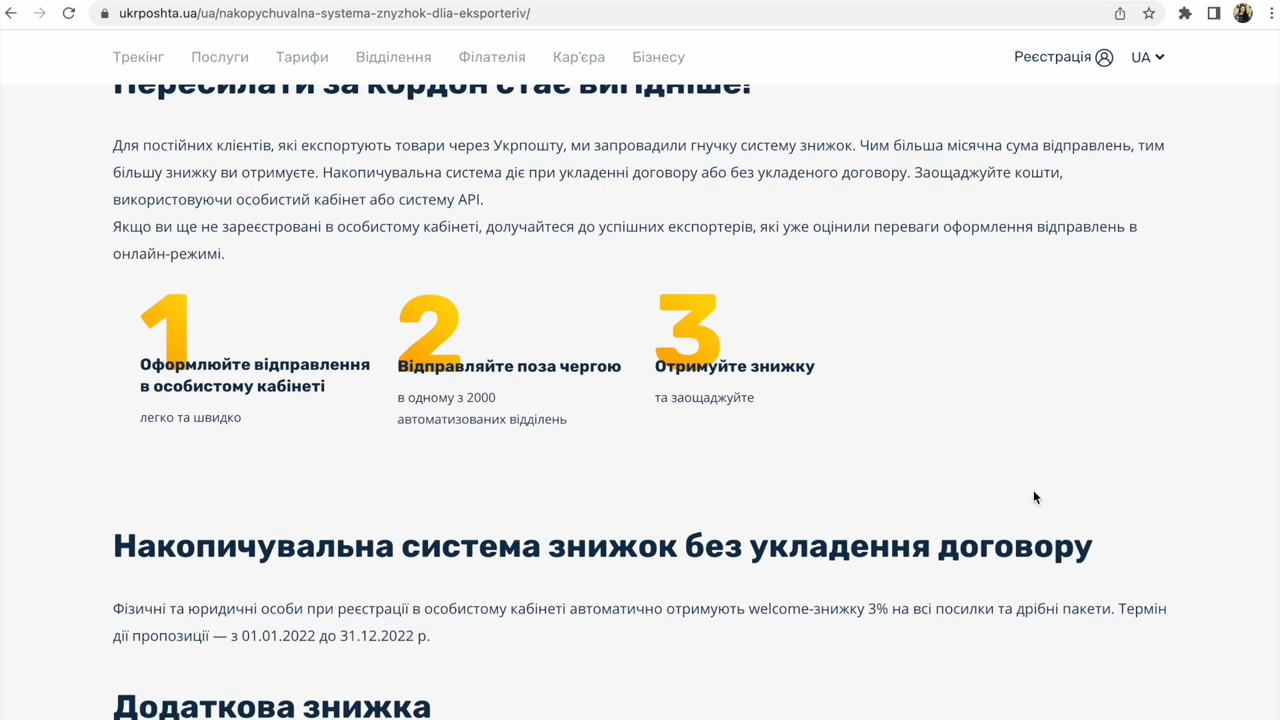 ukrposhta.ua/ua/nakopychuvalna-systema-znyzhok-dlia-eksporteriv/
Трекінг Послуги Тарифи Відділення Філателія Кар'єра Бізнесу Реєстрація UA
Пересилати за кордон стає вигідніше!
Для постійних клієнтів, які експортують товари через Укрпошту, ми запровадили гнучку систему знижок. Чим більша місячна сума відправлень, тим
більшу знижку ви отримуєте. Накопичувальна система діє при укладенні договору або без укладеного договору. Заощаджуйте кошти,
використовуючи особистий кабінет або систему API.
Якщо ви ще не зареєстровані в особистому кабінеті, долучайтеся до успішних експортерів, які уже оцінили переваги оформлення відправлень в
онлайн-режимі.
1
Оформлюйте відправлення
в особистому кабінеті
легко та швидко
2
Відправляйте поза чергою
в одному з 2000
автоматизованих відділень
3
Отримуйте знижку
та заощаджуйте
Накопичувальна система знижок без укладення договору
Фізичні та юридичні особи при реєстрації в особистому кабінеті автоматично отримують welcome-знижку 3% на всі посилки та дрібні пакети. Термін
дії пропозиції — з 01.01.2022 до 31.12.2022 р.
Додаткова знижка